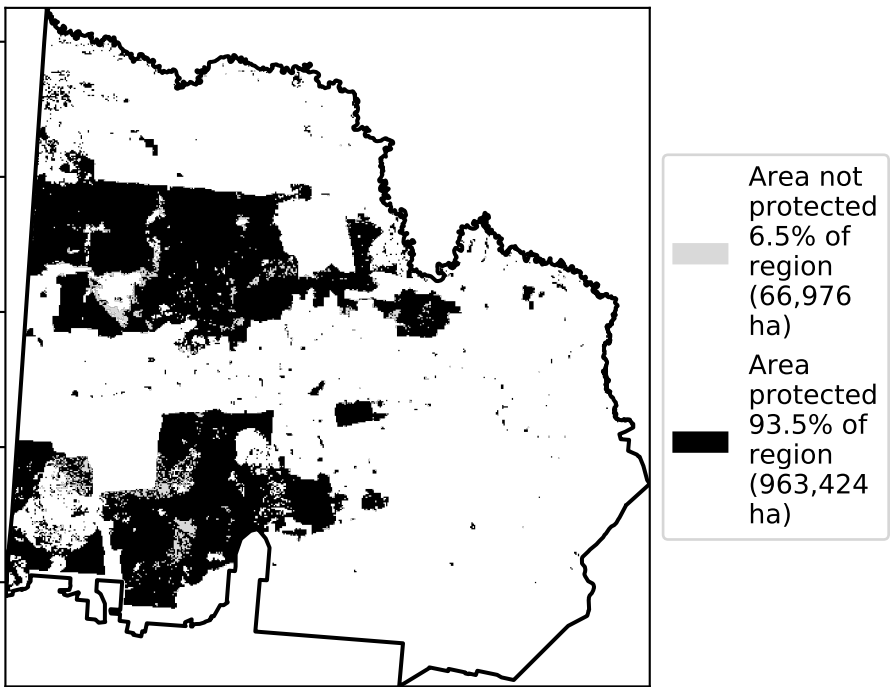 Area not
protected
6.5% of
region
(66,976
ha)
Area
protected
93.5% of
region
(963,424
ha)